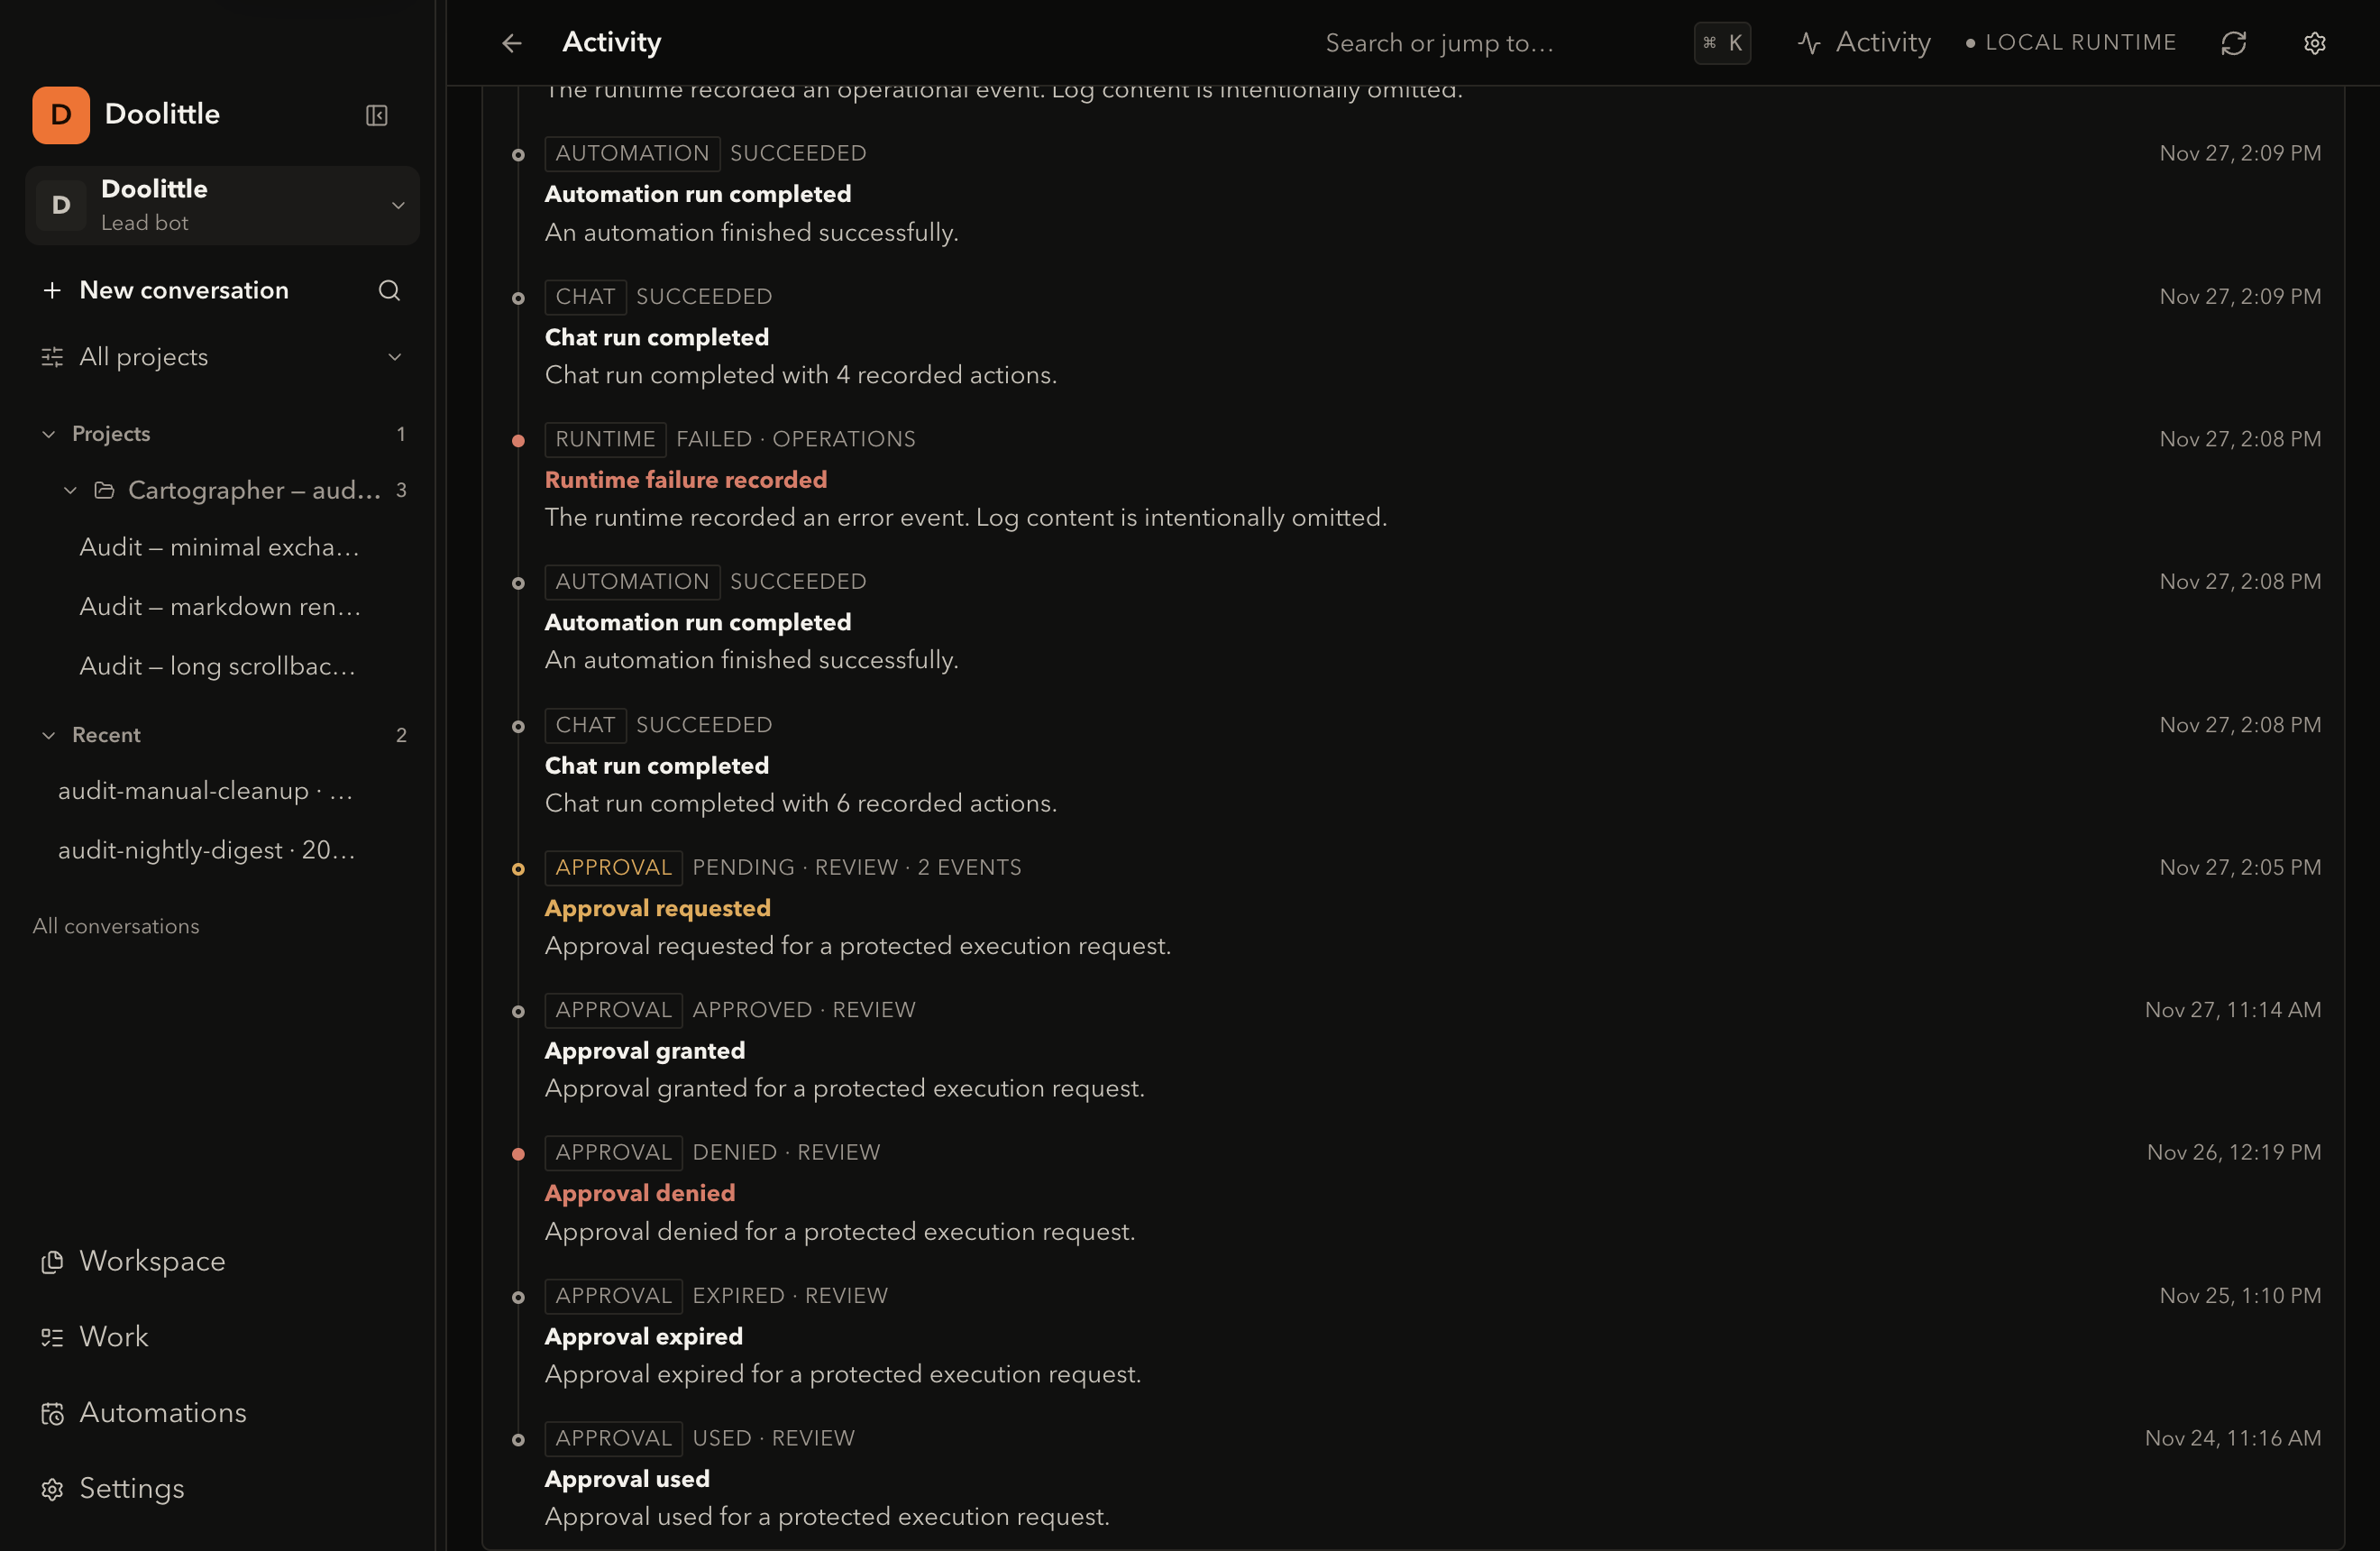 Activity
Search or jump to…
⌘ K
Activity
LOCAL RUNTIME
D
Doolittle
D
Doolittle
Lead bot
New conversation
All projects
Projects 1
Cartographer – aud… 3
Audit – minimal excha…
Audit – markdown ren…
Audit – long scrollbac…
Recent 2
audit-manual-cleanup · …
audit-nightly-digest · 20…
All conversations
Workspace
Work
Automations
Settings
The runtime recorded an operational event. Log content is intentionally omitted.
AUTOMATION SUCCEEDED Nov 27, 2:09 PM
Automation run completed
An automation finished successfully.
CHAT SUCCEEDED Nov 27, 2:09 PM
Chat run completed
Chat run completed with 4 recorded actions.
RUNTIME FAILED · OPERATIONS Nov 27, 2:08 PM
Runtime failure recorded
The runtime recorded an error event. Log content is intentionally omitted.
AUTOMATION SUCCEEDED Nov 27, 2:08 PM
Automation run completed
An automation finished successfully.
CHAT SUCCEEDED Nov 27, 2:08 PM
Chat run completed
Chat run completed with 6 recorded actions.
APPROVAL PENDING · REVIEW · 2 EVENTS Nov 27, 2:05 PM
Approval requested
Approval requested for a protected execution request.
APPROVAL APPROVED · REVIEW Nov 27, 11:14 AM
Approval granted
Approval granted for a protected execution request.
APPROVAL DENIED · REVIEW Nov 26, 12:19 PM
Approval denied
Approval denied for a protected execution request.
APPROVAL EXPIRED · REVIEW Nov 25, 1:10 PM
Approval expired
Approval expired for a protected execution request.
APPROVAL USED · REVIEW Nov 24, 11:16 AM
Approval used
Approval used for a protected execution request.